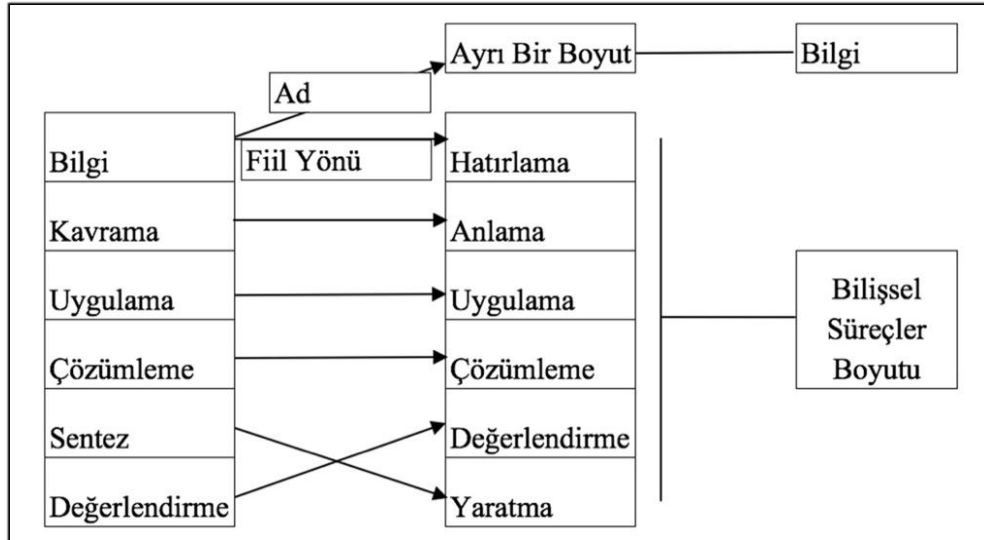 Ayrı Bir Boyut
Bilgi
Ad
Bilgi
Fiil Yönü
Hatırlama
Kavrama
Anlama
Uygulama
Uygulama
Çözümleme
Çözümleme
Sentez
Değerlendirme
Değerlendirme
Yaratma
Bilişsel
Süreçler
Boyutu